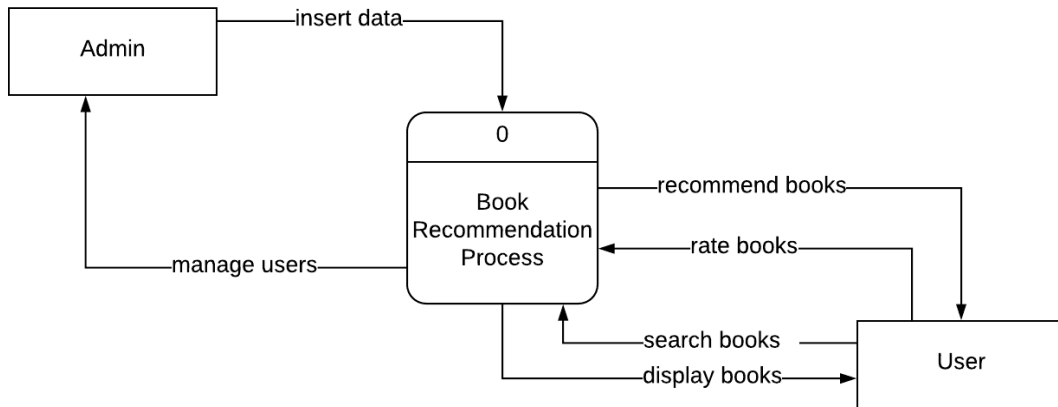 insert data
Admin
0
Book
Recommendation
Process
recommend books
rate books
manage users
search books
display books
User